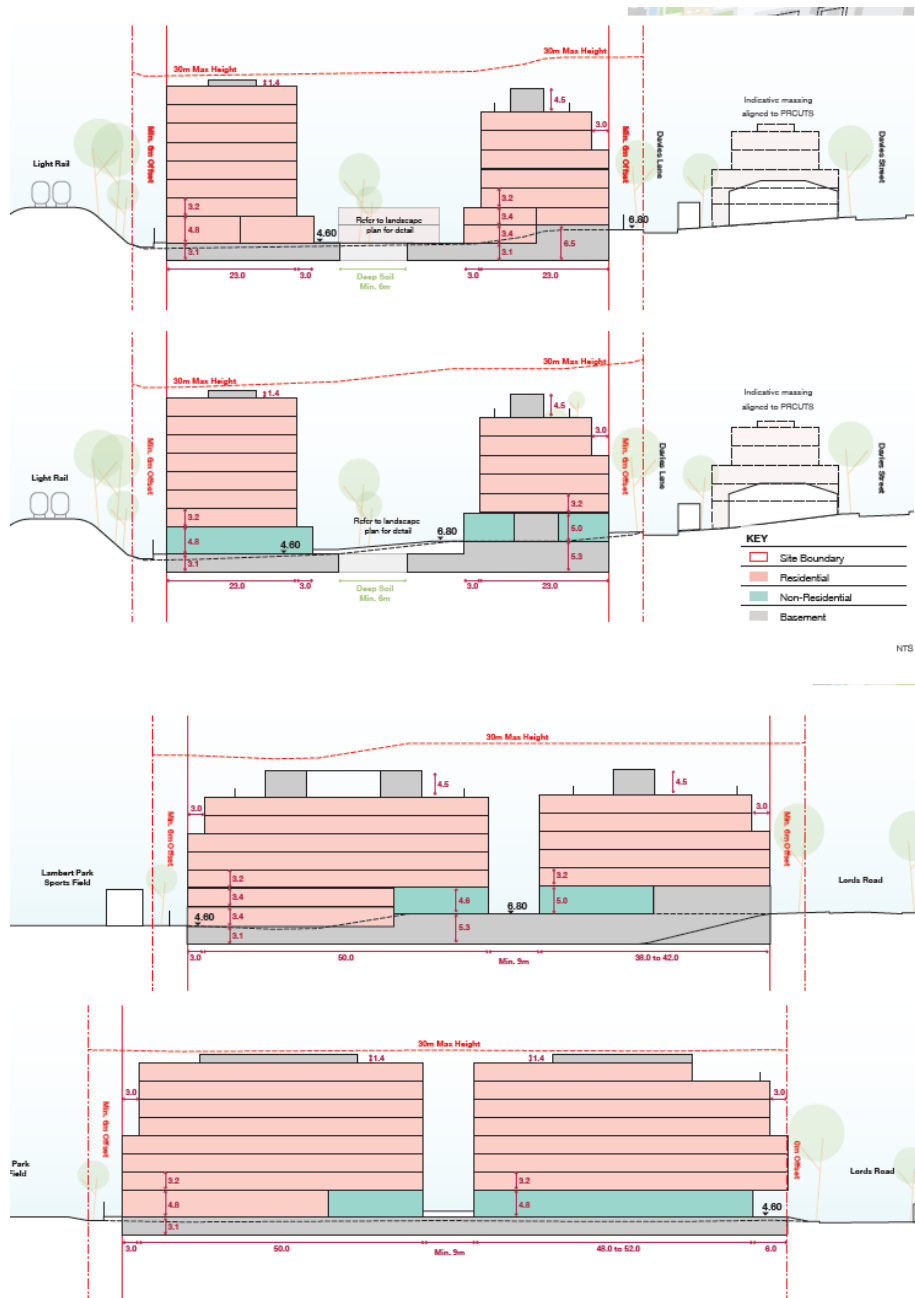 30m Max Height
30m Max Height
1.4
4.5
Indicative massing
aligned to PRCUTS
3.0
Min. 6m Offset
Min. 6m Offset
Davies Lane
Davies Street
Light Rail
3.2
3.2
4.8
Refer to landscape
plan for detail
4.60
3.4
3.4
6.80
3.1
3.1
6.5
23.0
3.0
Deep Soil
Min. 6m
3.0
23.0
30m Max Height
30m Max Height
1.4
4.5
Indicative massing
aligned to PRCUTS
3.0
Min. 6m Offset
Min. 6m Offset
Davies Lane
Davies Street
Light Rail
3.2
3.2
Refer to landscape
plan for detail
6.80
4.8
4.60
5.0
3.1
5.3
23.0
3.0
Deep Soil
Min. 6m
3.0
23.0
KEY
Site Boundary
Residential
Non-Residential
Basement
NTS
30m Max Height
4.5
4.5
3.0
3.0
Min. 6m Offset
Min. 6m Offset
Lambert Park
Sports Field
Lords Road
3.2
3.2
3.4
4.6
5.0
4.60
3.4
6.80
3.1
5.3
3.0
50.0
Min. 9m
38.0 to 42.0
30m Max Height
1.4
1.4
3.0
3.0
Min. 6m Offset
6m Offset
Park
Field
Lords Road
3.2
3.2
4.8
4.8
4.60
3.1
3.0
50.0
Min. 9m
48.0 to 52.0
6.0